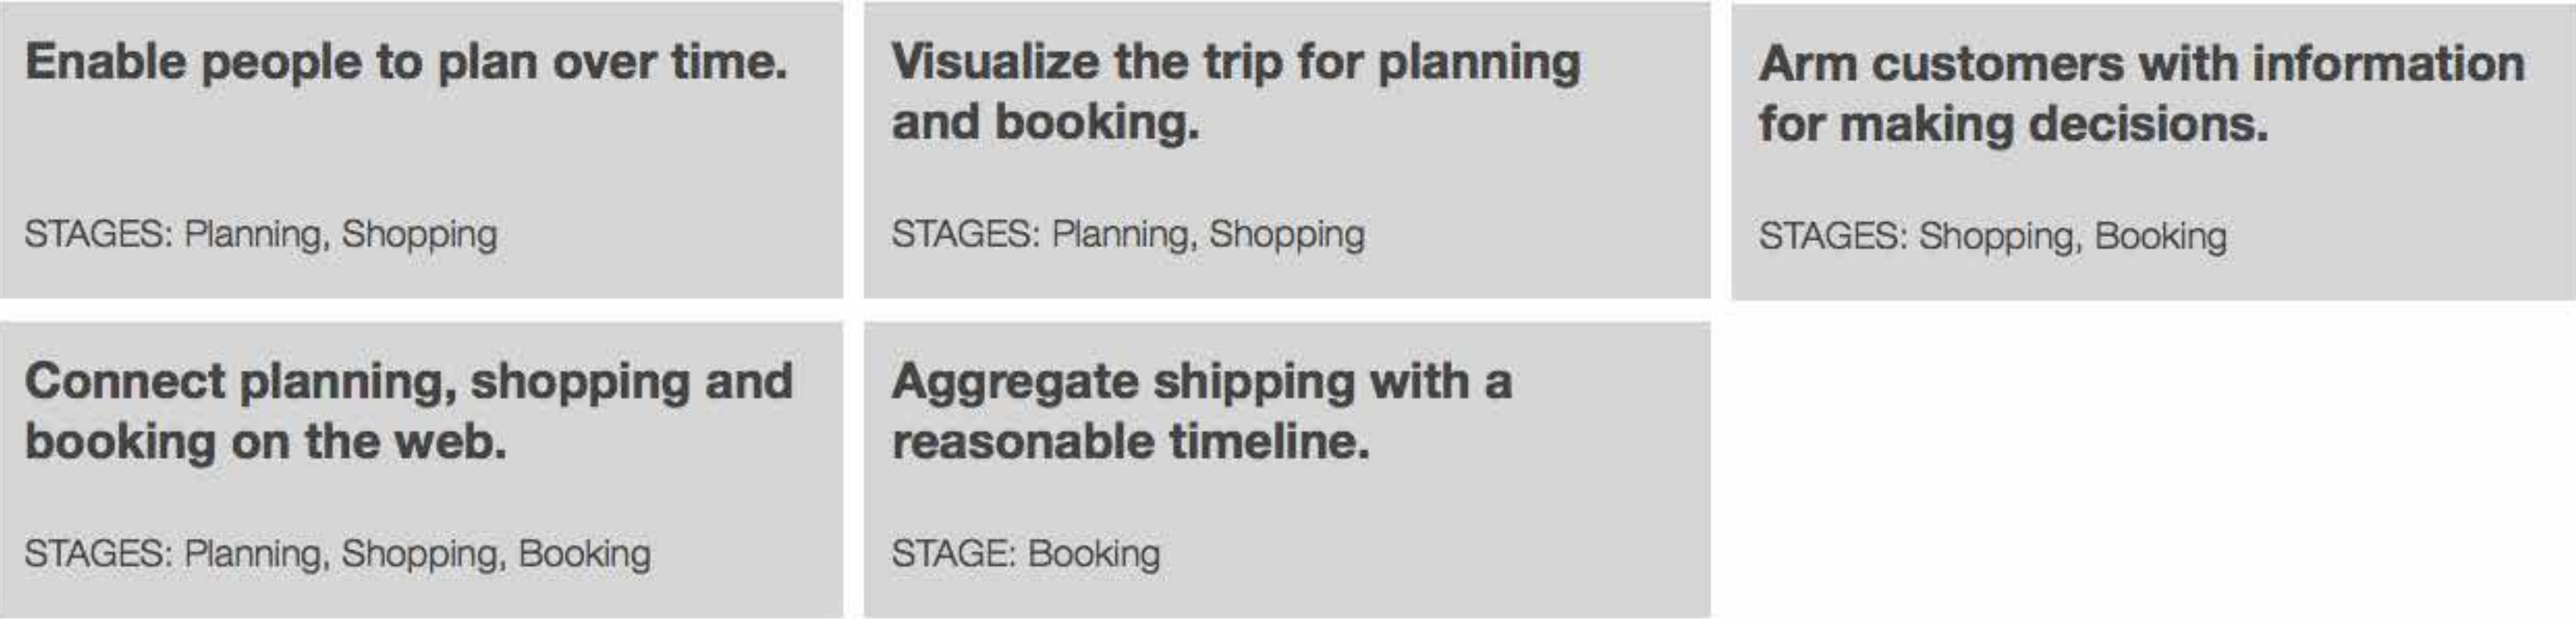 Enable people to plan over time.
STAGES: Planning, Shopping
Visualize the trip for planning
and booking.
STAGES: Planning, Shopping
Arm customers with information
for making decisions.
STAGES: Shopping, Booking
Connect planning, shopping and
booking on the web.
STAGES: Planning, Shopping, Booking
Aggregate shipping with a
reasonable timeline.
STAGE: Booking